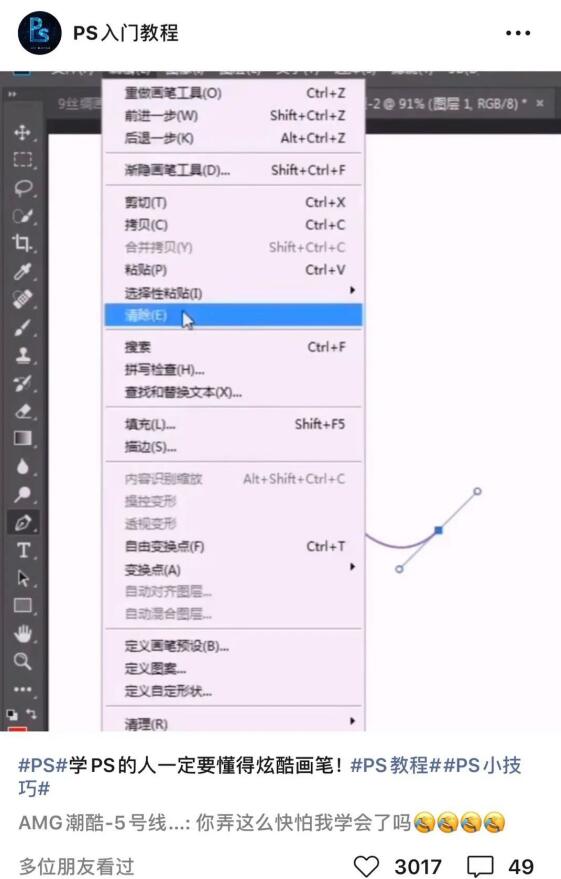 PS入门教程
-2 @ 91% (图层 1, RGB/8) * ×
重做画笔工具(O) Ctrl+Z
前进一步(W) Shift+Ctrl+Z
后退一步(K) Alt+Ctrl+Z
渐隐画笔工具(D)... Shift+Ctrl+F
剪切(T) Ctrl+X
拷贝(C) Ctrl+C
合并拷贝(Y) Shift+Ctrl+C
粘贴(P) Ctrl+V
选择性粘贴(I)
清除(E)
搜索 Ctrl+F
拼写检查(H)...
查找和替换文本(X)...
填充(L)... Shift+F5
描边(S)...
内容识别缩放 Alt+Shift+Ctrl+C
操控变形
透视变形
自由变换点(F) Ctrl+T
变换点(A)
自动对齐图层...
自动混合图层...
定义画笔预设(B)...
定义图案...
定义自定形状...
清理(R)
#PS#学PS的人一定要懂得炫酷画笔！#PS教程##PS小技
巧#
AMG潮酷-5号线...: 你弄这么快怕我学会了吗
多位朋友看过 3017 49